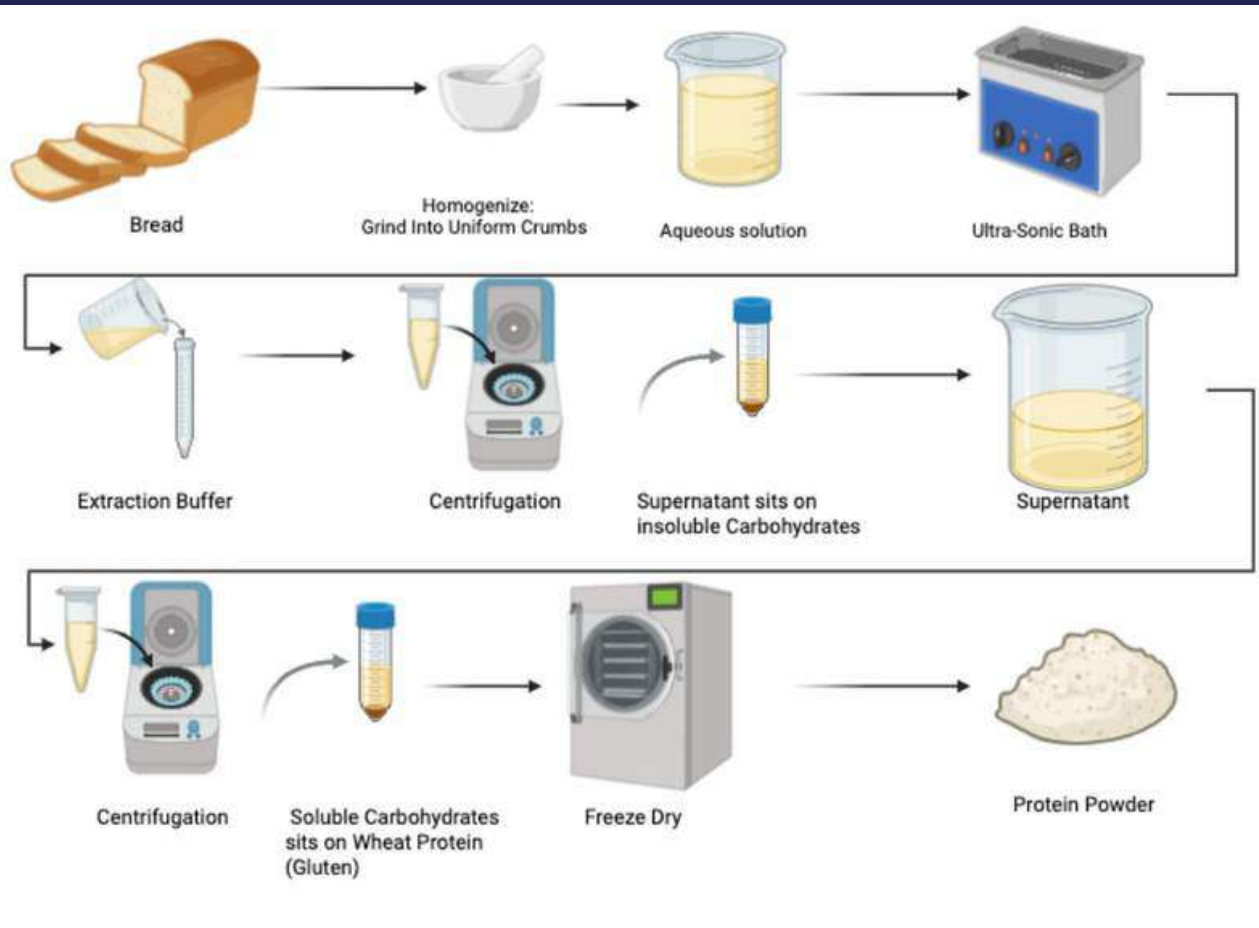 Bread
Homogenize:
Grind Into Uniform Crumbs
Aqueous solution
Ultra-Sonic Bath
Extraction Buffer
Centrifugation
Supernatant sits on
insoluble Carbohydrates
Supernatant
Centrifugation
Soluble Carbohydrates
sits on Wheat Protein
(Gluten)
Freeze Dry
Protein Powder